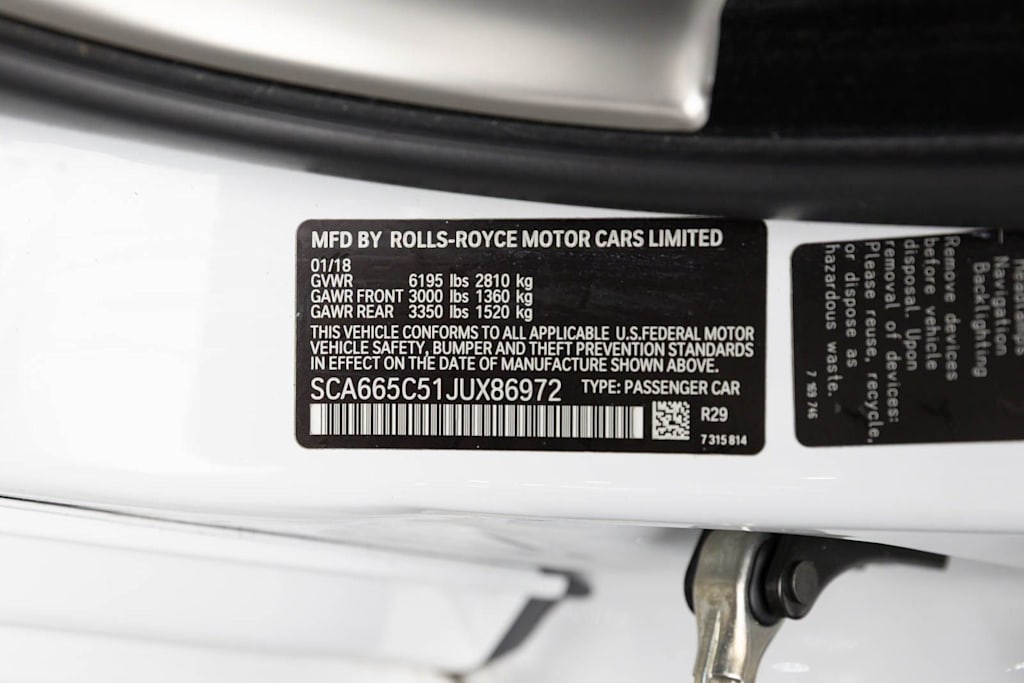 MFD BY ROLLS-ROYCE MOTOR CARS LIMITED
01/18
GVWR 6195 lbs 2810 kg
GAWR FRONT 3000 lbs 1360 kg
GAWR REAR 3350 lbs 1520 kg
THIS VEHICLE CONFORMS TO ALL APPLICABLE U.S.FEDERAL MOTOR
VEHICLE SAFETY, BUMPER AND THEFT PREVENTION STANDARDS
IN EFFECT ON THE DATE OF MANUFACTURE SHOWN ABOVE.
SCA665C51JUX86972 TYPE: PASSENGER CAR
R29
7 315 814
Navigation
Backlighting
Remove devices
before vehicle
disposal. Upon
removal of devices:
Please reuse, recycle,
or dispose as
hazardous waste.
7 169 746